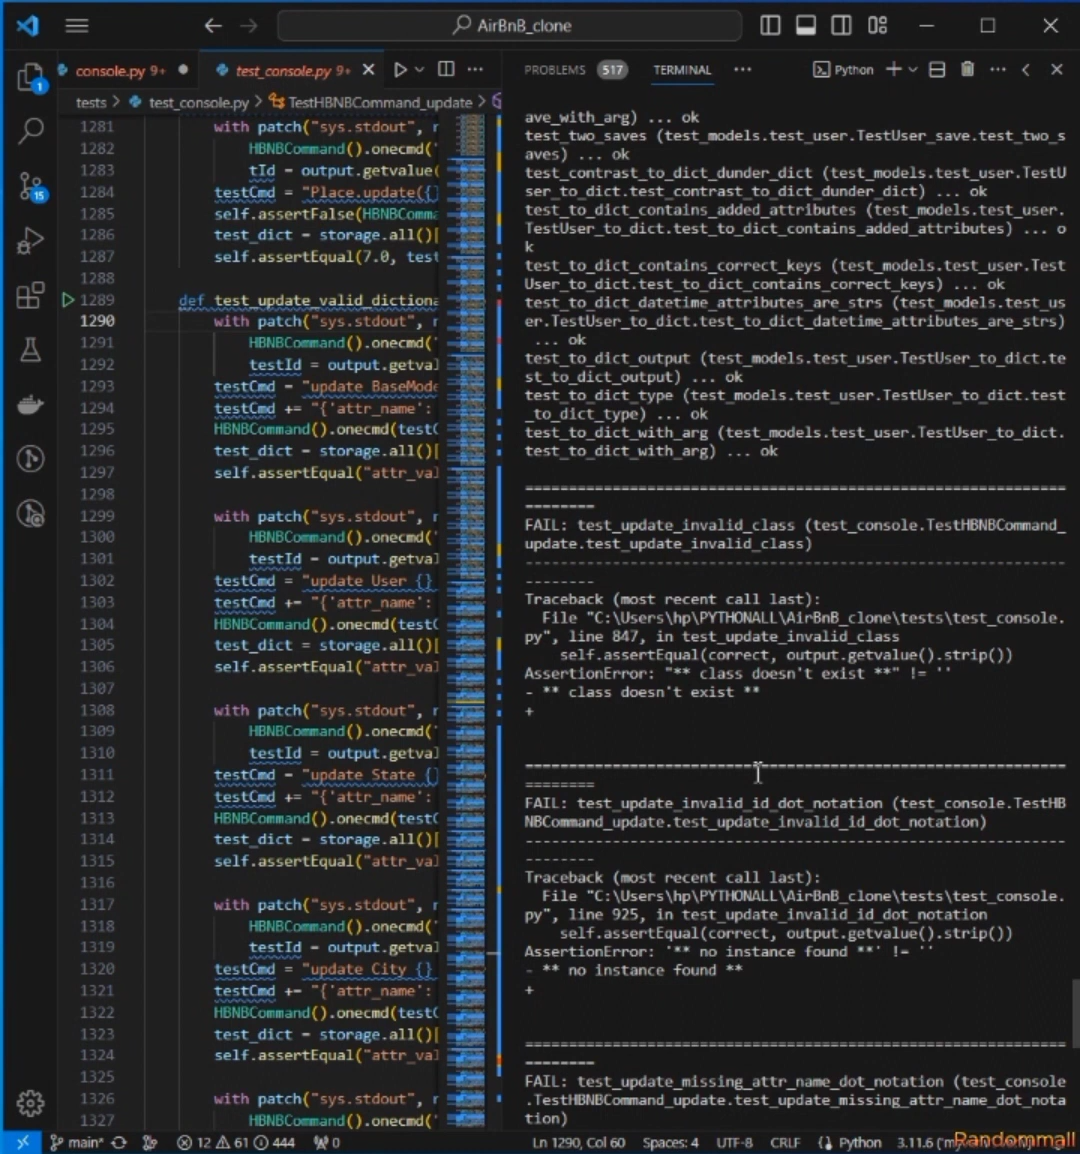 AirBnB_clone
console.py 9+
test_console.py 9+
PROBLEMS 517 TERMINAL Python
tests > test_console.py > TestHBNBCommand_update >
1281 with patch("sys.stdout",
1282 HBNBCommand().onecmd(
1283 tId = output.getvalue(
1284 testCmd = "Place.update({}
1285 self.assertFalse(HBNBComma
1286 test_dict = storage.all()[
1287 self.assertEqual(7.0, test
1288
1289 def test_update_valid_dictiona
1290 with patch("sys.stdout",
1291 HBNBCommand().onecmd(
1292 testId = output.getval
1293 testCmd = "update BaseMode
1294 testCmd += "{'attr_name':
1295 HBNBCommand().onecmd(testC
1296 test_dict = storage.all()[
1297 self.assertEqual("attr_val
1298
1299 with patch("sys.stdout",
1300 HBNBCommand().onecmd(
1301 testId = output.getval
1302 testCmd = "update User {}
1303 testCmd += "{'attr_name':
1304 HBNBCommand().onecmd(testC
1305 test_dict = storage.all()[
1306 self.assertEqual("attr_val
1307
1308 with patch("sys.stdout",
1309 HBNBCommand().onecmd(
1310 testId = output.getval
1311 testCmd = "update State {}
1312 testCmd += "{'attr_name':
1313 HBNBCommand().onecmd(testC
1314 test_dict = storage.all()[
1315 self.assertEqual("attr_val
1316
1317 with patch("sys.stdout",
1318 HBNBCommand().onecmd(
1319 testId = output.getval
1320 testCmd = "update City {}
1321 testCmd += "{'attr_name':
1322 HBNBCommand().onecmd(testC
1323 test_dict = storage.all()[
1324 self.assertEqual("attr_val
1325
1326 with patch("sys.stdout",
1327 HBNBCommand().onecmd(
ave_with_arg) ... ok
test_two_saves (test_models.test_user.TestUser_save.test_two_s
aves) ... ok
test_contrast_to_dict_dunder_dict (test_models.test_user.TestU
ser_to_dict.test_contrast_to_dict_dunder_dict) ... ok
test_to_dict_contains_added_attributes (test_models.test_user.
TestUser_to_dict.test_to_dict_contains_added_attributes) ... o
k
test_to_dict_contains_correct_keys (test_models.test_user.Test
User_to_dict.test_to_dict_contains_correct_keys) ... ok
test_to_dict_datetime_attributes_are_strs (test_models.test_us
er.TestUser_to_dict.test_to_dict_datetime_attributes_are_strs)
... ok
test_to_dict_output (test_models.test_user.TestUser_to_dict.te
st_to_dict_output) ... ok
test_to_dict_type (test_models.test_user.TestUser_to_dict.test
_to_dict_type) ... ok
test_to_dict_with_arg (test_models.test_user.TestUser_to_dict.
test_to_dict_with_arg) ... ok
==============================================================
========
FAIL: test_update_invalid_class (test_console.TestHBNBCommand_
update.test_update_invalid_class)
--------------------------------------------------------------
--------
Traceback (most recent call last):
File "C:\Users\hp\PYTHONALL\AirBnB_clone\tests\test_console.
py", line 847, in test_update_invalid_class
self.assertEqual(correct, output.getvalue().strip())
AssertionError: "** class doesn't exist **" != ''
- ** class doesn't exist **
+
==============================================================
========
FAIL: test_update_invalid_id_dot_notation (test_console.TestHB
NBCommand_update.test_update_invalid_id_dot_notation)
--------------------------------------------------------------
--------
Traceback (most recent call last):
File "C:\Users\hp\PYTHONALL\AirBnB_clone\tests\test_console.
py", line 925, in test_update_invalid_id_dot_notation
self.assertEqual(correct, output.getvalue().strip())
AssertionError: '** no instance found **' != ''
- ** no instance found **
+
==============================================================
========
FAIL: test_update_missing_attr_name_dot_notation (test_console
.TestHBNBCommand_update.test_update_missing_attr_name_dot_nota
tion)
main* 12 61 444 0 Ln 1290, Col 60 Spaces: 4 UTF-8 CRLF Python 3.11.6
Randommall